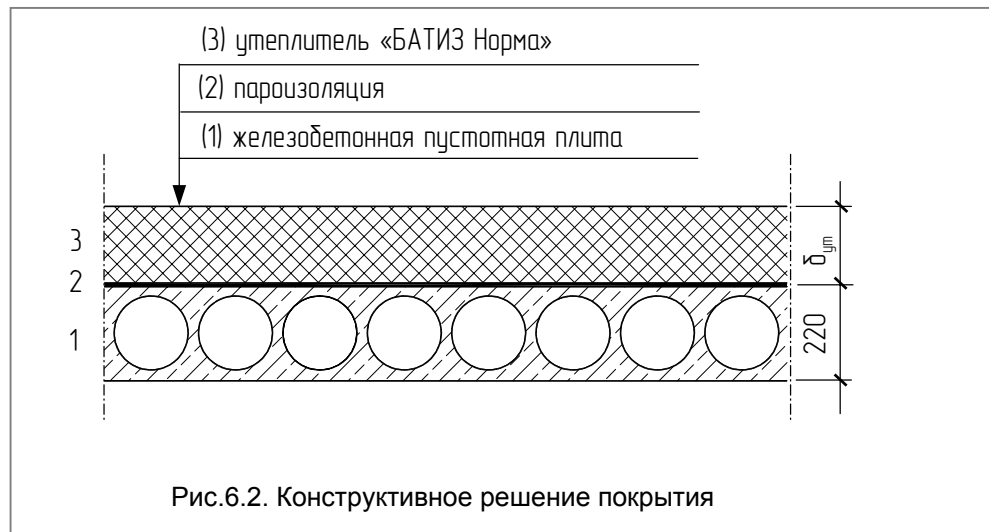 (3) утеплитель «БАТИЗ Норма»
(2) пароизоляция
(1) железобетонная пустотная плита
3
2
1
δут
220
Рис.6.2. Конструктивное решение покрытия